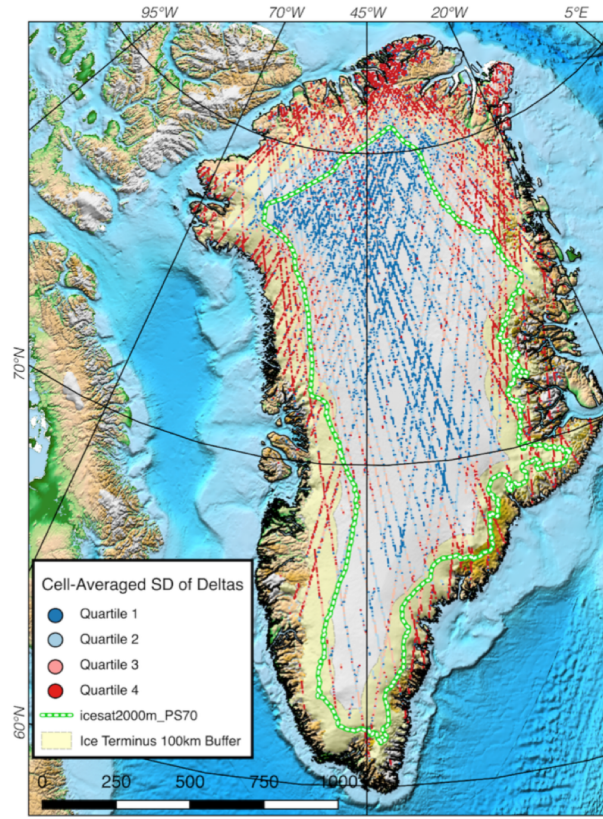 95°W 70°W 45°W 20°W 5°E
70°N
60°N
Cell-Averaged SD of Deltas
Quartile 1
Quartile 2
Quartile 3
Quartile 4
icesat2000m_PS70
Ice Terminus 100km Buffer
0 250 500 750 1000